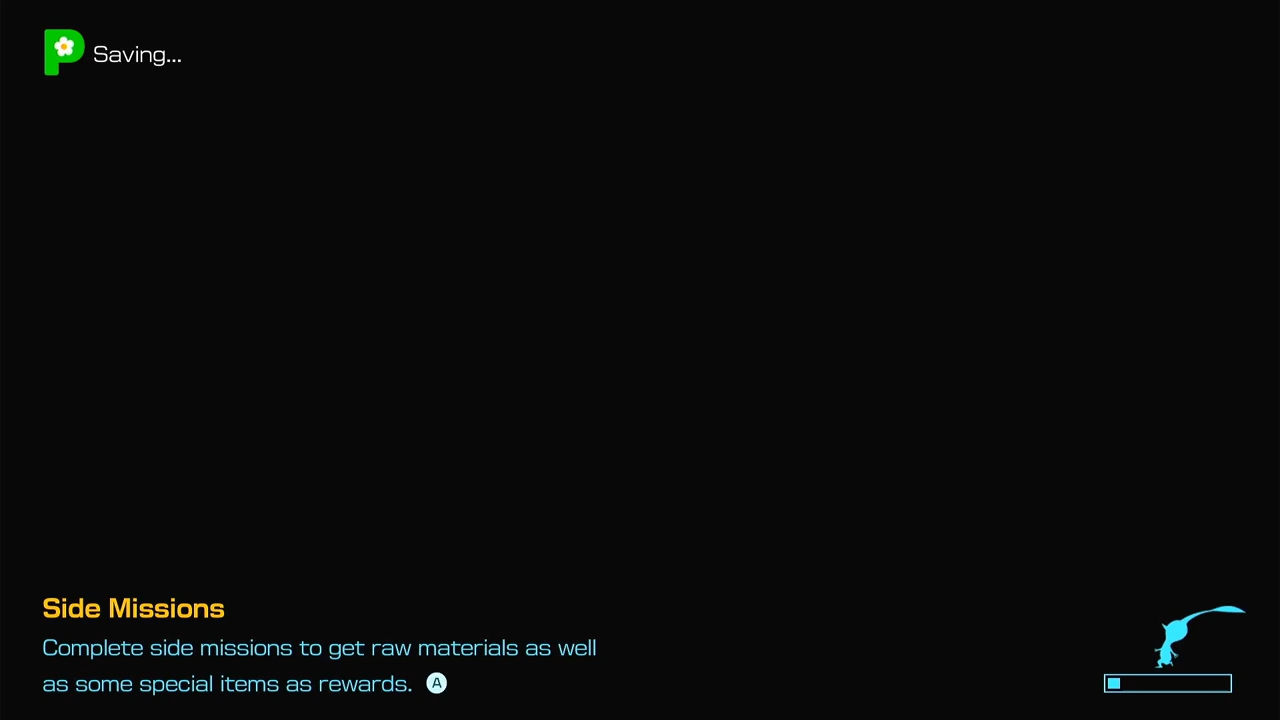 P Saving...
Side Missions
Complete side missions to get raw materials as well
as some special items as rewards. A